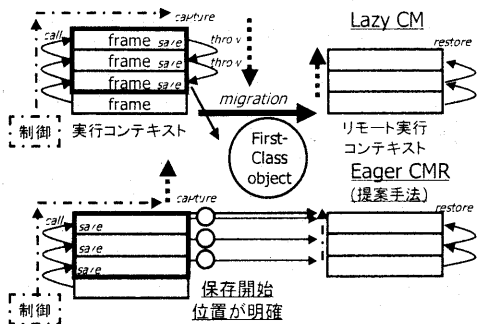 capture
Lazy CM
call
frame save
throw
restore
frame save
throw
frame save
migration
frame
制御
実行コンテキスト
リモート実行
コンテキスト
First-
Class
object
Eager CMR
(提案手法)
capture
restore
call
save
save
save
制御
保存開始
位置が明確